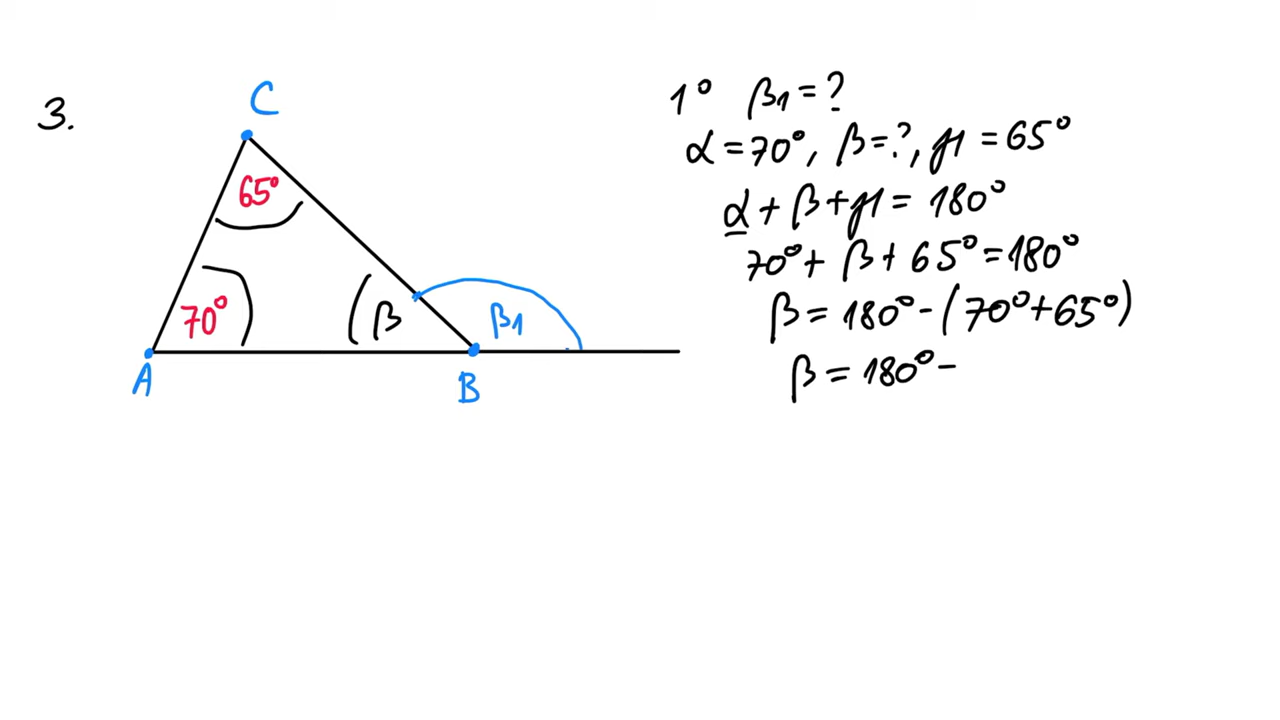 3.
C
65°
70°
β
β1
A
B
1° β1 = ?
α = 70°, β = ?, γ1 = 65°
α + β + γ1 = 180°
70° + β + 65° = 180°
β = 180° - (70° + 65°)
β = 180° -